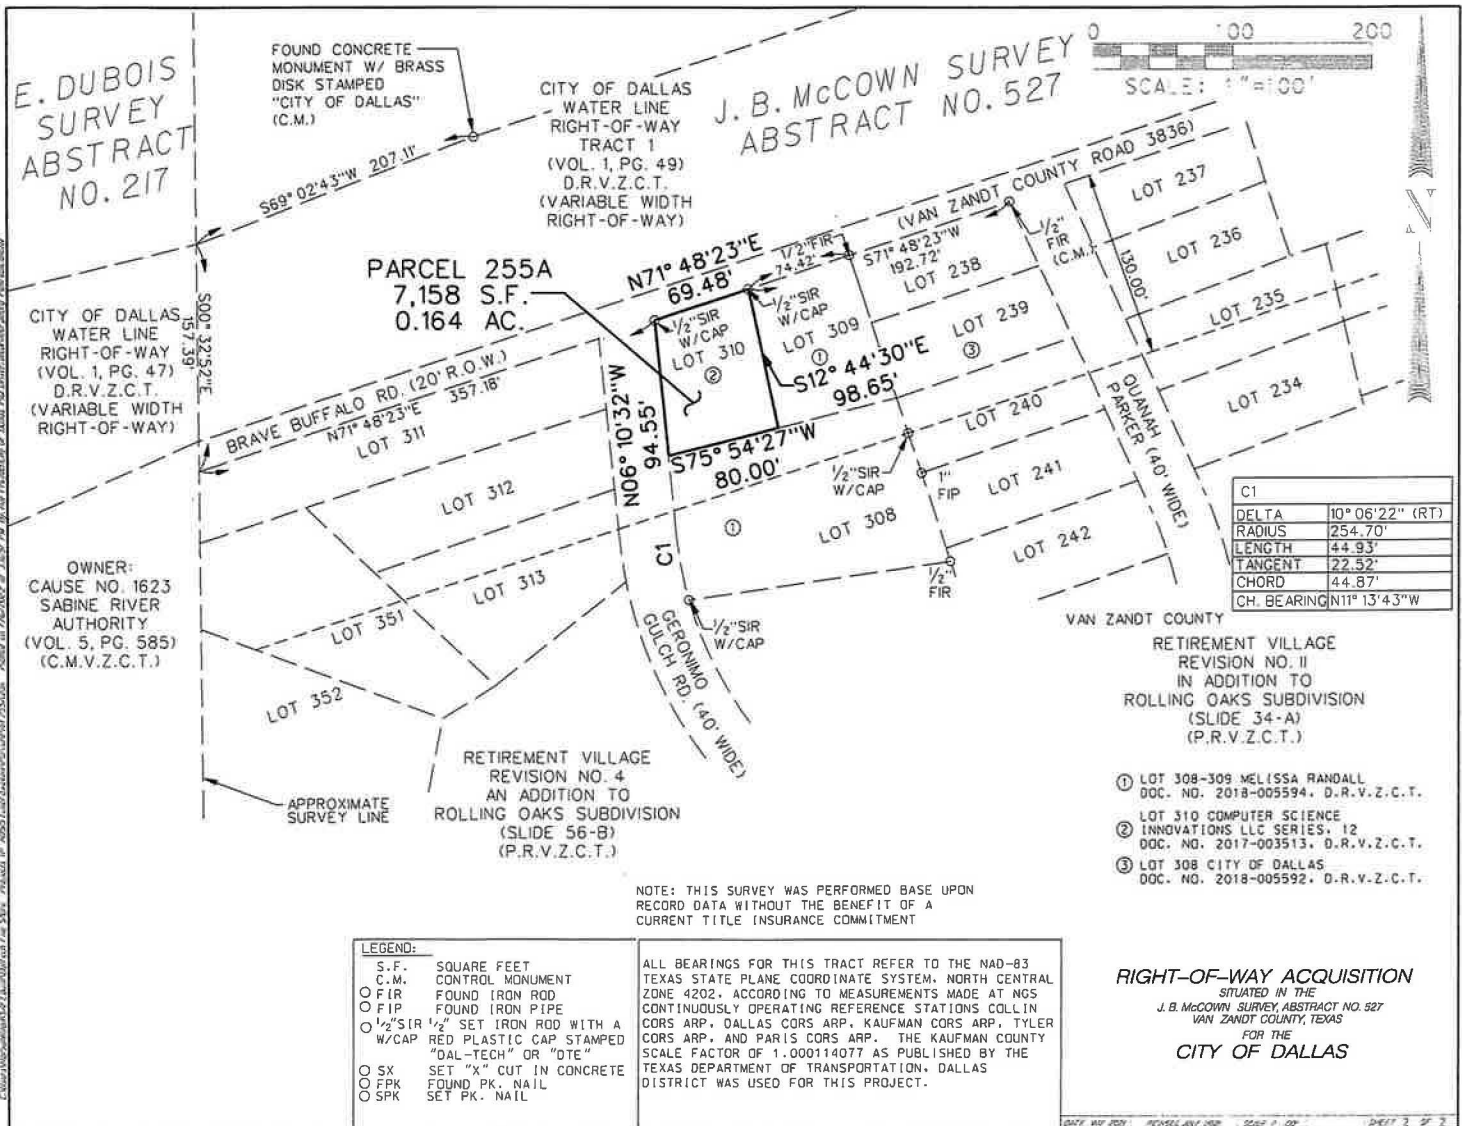 E. DUBOIS
SURVEY
ABSTRACT
NO. 217
FOUND CONCRETE
MONUMENT W/ BRASS
DISK STAMPED
"CITY OF DALLAS"
(C.M.)
S69° 02'43"W 207.11'
CITY OF DALLAS
WATER LINE
RIGHT-OF-WAY
TRACT 1
(VOL. 1, PG. 49)
D.R.V.Z.C.T.
(VARIABLE WIDTH
RIGHT-OF-WAY)
J. B. McCOWN SURVEY
ABSTRACT NO. 527
0 100 200
SCALE: 1"=100'
N
(VAN ZANDT COUNTY ROAD 3836)
LOT 237
LOT 236
LOT 235
LOT 234
130.00'
1/2"
FIR
(C.M.)
S71° 48'23"W
192.72'
1/2"FIR
74.42'
N71° 48'23"E
69.48'
PARCEL 255A
7,158 S.F.
0.164 AC.
1/2"SIR
W/CAP
LOT 310
②
1/2"SIR
W/CAP
LOT 309
①
LOT 238
LOT 239
③
S12° 44'30"E
98.65'
S75° 54'27"W
80.00'
N06° 10'32"W
94.55'
CITY OF DALLAS
WATER LINE
RIGHT-OF-WAY
(VOL. 1, PG. 47)
D.R.V.Z.C.T.
(VARIABLE WIDTH
RIGHT-OF-WAY)
S00° 32'52"E
157.39'
BRAVE BUFFALO RD. (20' R.O.W.)
N71° 48'23"E 357.18'
LOT 311
LOT 312
LOT 313
LOT 351
LOT 352
LOT 240
LOT 241
LOT 242
QUANAH
PARKER (40' WIDE)
1/2"SIR
W/CAP
1"
FIP
LOT 308
①
1/2"
FIR
C1
1/2"SIR
W/CAP
GERONIMO
GULCH RD. (40' WIDE)
OWNER:
CAUSE NO. 1623
SABINE RIVER
AUTHORITY
(VOL. 5, PG. 585)
(C.M.V.Z.C.T.)
APPROXIMATE
SURVEY LINE
RETIREMENT VILLAGE
REVISION NO. 4
AN ADDITION TO
ROLLING OAKS SUBDIVISION
(SLIDE 56-B)
(P.R.V.Z.C.T.)
C1
DELTA 10° 06'22" (RT)
RADIUS 254.70'
LENGTH 44.93'
TANGENT 22.52'
CHORD 44.87'
CH. BEARING N11° 13'43"W
VAN ZANDT COUNTY
RETIREMENT VILLAGE
REVISION NO. II
IN ADDITION TO
ROLLING OAKS SUBDIVISION
(SLIDE 34-A)
(P.R.V.Z.C.T.)
① LOT 308-309 MELISSA RANDALL
DOC. NO. 2018-005594, D.R.V.Z.C.T.
LOT 310 COMPUTER SCIENCE
② INNOVATIONS LLC SERIES, 12
DOC. NO. 2017-003513, D.R.V.Z.C.T.
③ LOT 308 CITY OF DALLAS
DOC. NO. 2018-005592, D.R.V.Z.C.T.
NOTE: THIS SURVEY WAS PERFORMED BASE UPON
RECORD DATA WITHOUT THE BENEFIT OF A
CURRENT TITLE INSURANCE COMMITMENT
LEGEND:
S.F. SQUARE FEET
C.M. CONTROL MONUMENT
○ FIR FOUND IRON ROD
○ FIP FOUND IRON PIPE
○ 1/2"SIR 1/2" SET IRON ROD WITH A
W/CAP RED PLASTIC CAP STAMPED
"DAL-TECH" OR "DTE"
○ SX SET "X" CUT IN CONCRETE
○ FPK FOUND PK. NAIL
○ SPK SET PK. NAIL
ALL BEARINGS FOR THIS TRACT REFER TO THE NAD-83
TEXAS STATE PLANE COORDINATE SYSTEM, NORTH CENTRAL
ZONE 4202, ACCORDING TO MEASUREMENTS MADE AT NGS
CONTINUOUSLY OPERATING REFERENCE STATIONS COLLIN
CORS ARP, DALLAS CORS ARP, KAUFMAN CORS ARP, TYLER
CORS ARP, AND PARIS CORS ARP. THE KAUFMAN COUNTY
SCALE FACTOR OF 1.000114077 AS PUBLISHED BY THE
TEXAS DEPARTMENT OF TRANSPORTATION, DALLAS
DISTRICT WAS USED FOR THIS PROJECT.
RIGHT-OF-WAY ACQUISITION
SITUATED IN THE
J. B. McCOWN SURVEY, ABSTRACT NO. 527
VAN ZANDT COUNTY, TEXAS
FOR THE
CITY OF DALLAS
SHEET 2 OF 2